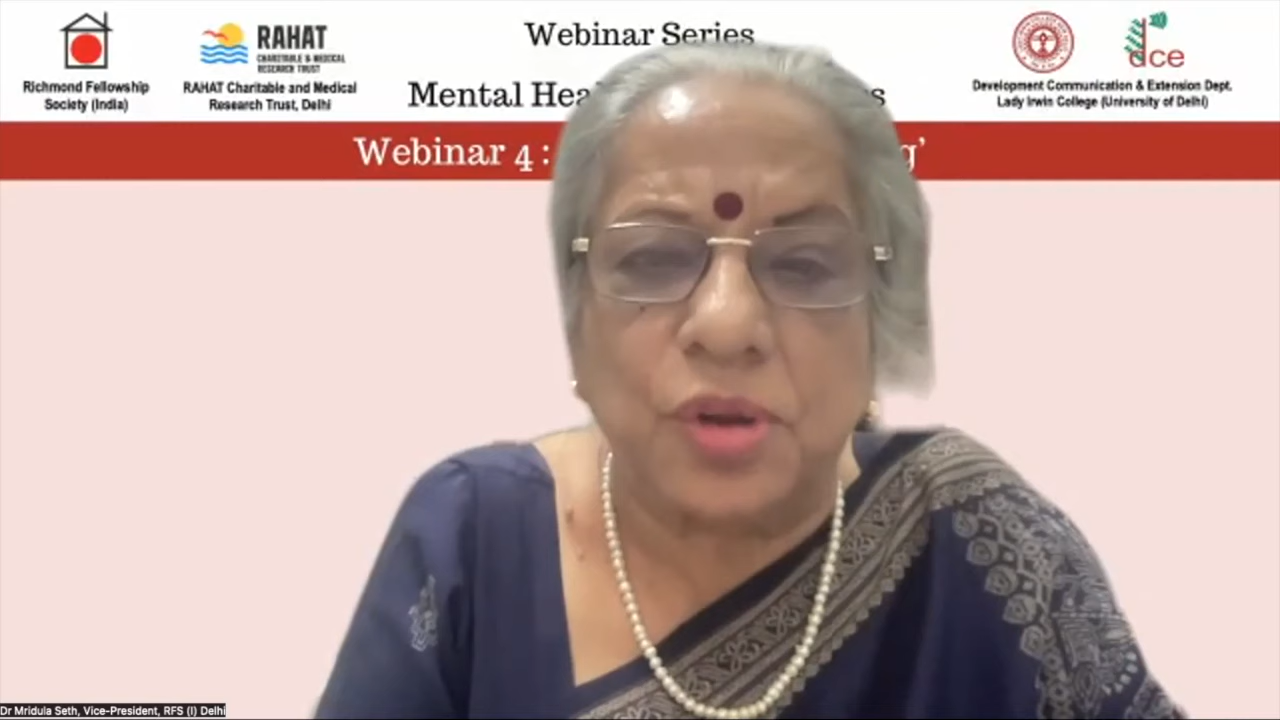 Webinar Series
Mental Hea s
RAHAT
CHARITABLE & MEDICAL
RESEARCH TRUST
dce
Richmond Fellowship
Society (India)
RAHAT Charitable and Medical
Research Trust, Delhi
Development Communication & Extension Dept.
Lady Irwin College (University of Delhi)
Webinar 4 : g’
Dr Mridula Seth, Vice-President, RFS (I) Delhi